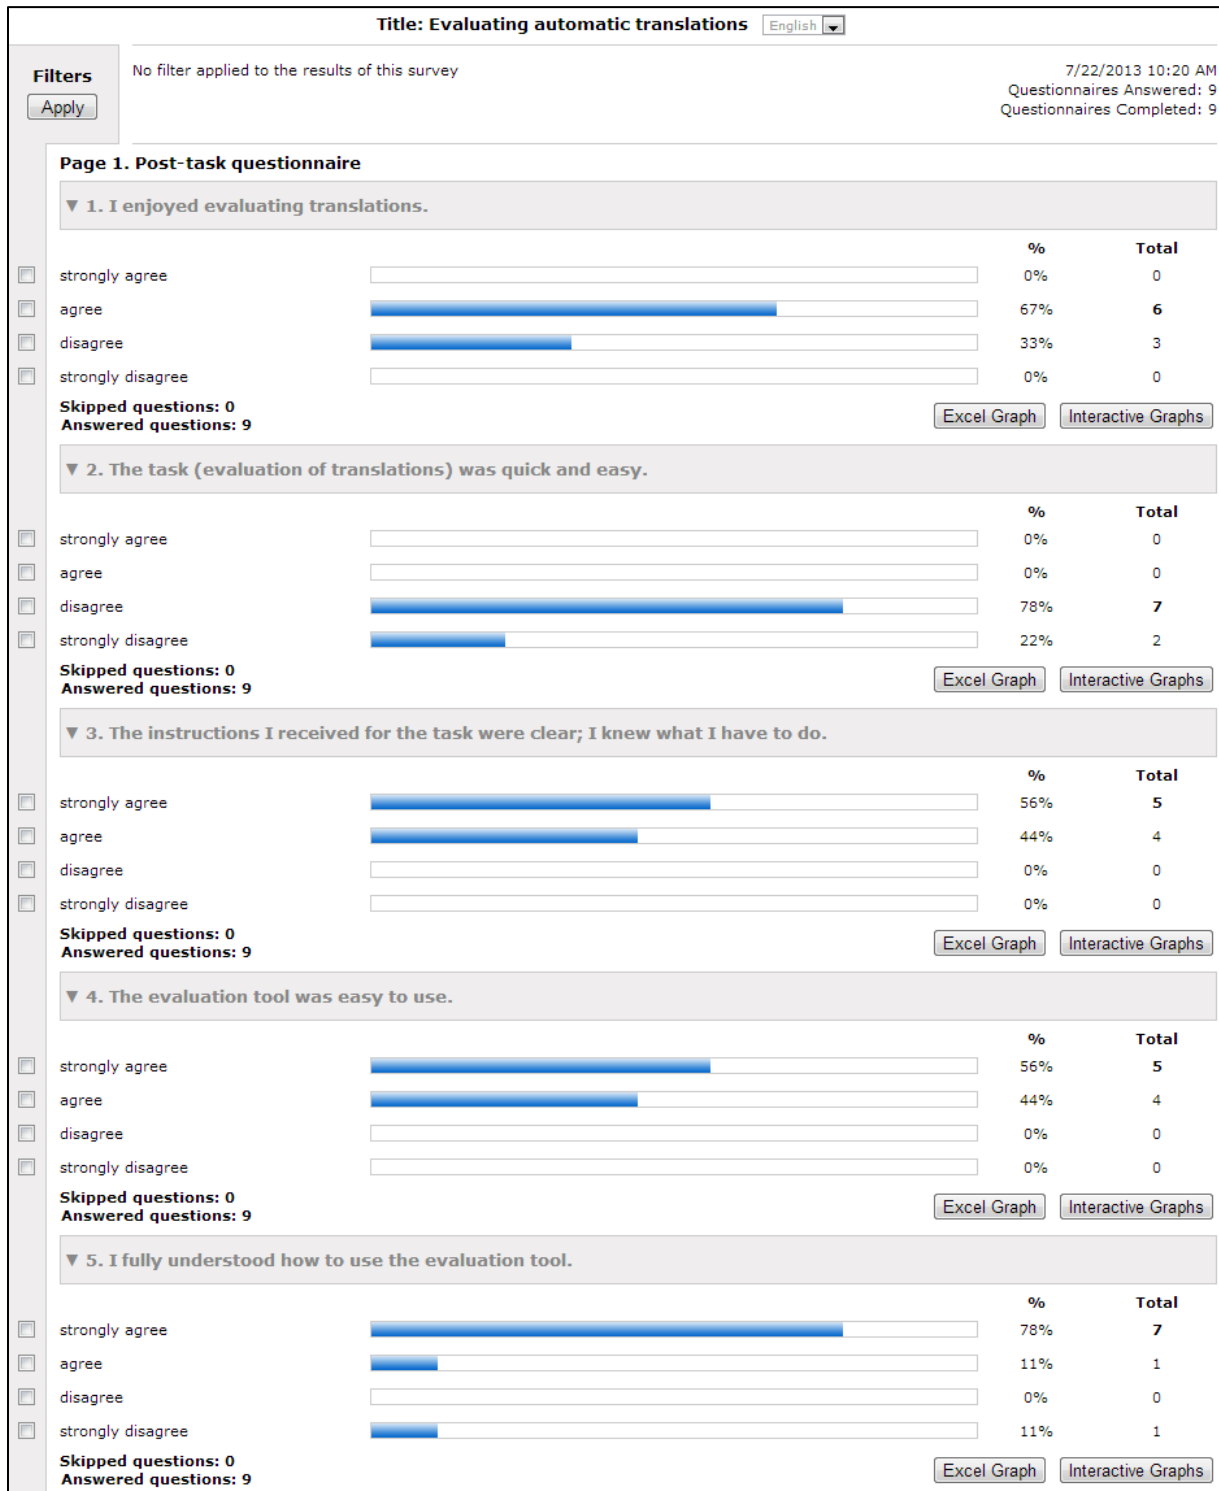 Title: Evaluating automatic translations English
Filters
Apply
No filter applied to the results of this survey
7/22/2013 10:20 AM
Questionnaires Answered: 9
Questionnaires Completed: 9
Page 1. Post-task questionnaire
▼ 1. I enjoyed evaluating translations.
% Total
strongly agree 0% 0
agree 67% 6
disagree 33% 3
strongly disagree 0% 0
Skipped questions: 0
Answered questions: 9
Excel Graph Interactive Graphs
▼ 2. The task (evaluation of translations) was quick and easy.
% Total
strongly agree 0% 0
agree 0% 0
disagree 78% 7
strongly disagree 22% 2
Skipped questions: 0
Answered questions: 9
Excel Graph Interactive Graphs
▼ 3. The instructions I received for the task were clear; I knew what I have to do.
% Total
strongly agree 56% 5
agree 44% 4
disagree 0% 0
strongly disagree 0% 0
Skipped questions: 0
Answered questions: 9
Excel Graph Interactive Graphs
▼ 4. The evaluation tool was easy to use.
% Total
strongly agree 56% 5
agree 44% 4
disagree 0% 0
strongly disagree 0% 0
Skipped questions: 0
Answered questions: 9
Excel Graph Interactive Graphs
▼ 5. I fully understood how to use the evaluation tool.
% Total
strongly agree 78% 7
agree 11% 1
disagree 0% 0
strongly disagree 11% 1
Skipped questions: 0
Answered questions: 9
Excel Graph Interactive Graphs